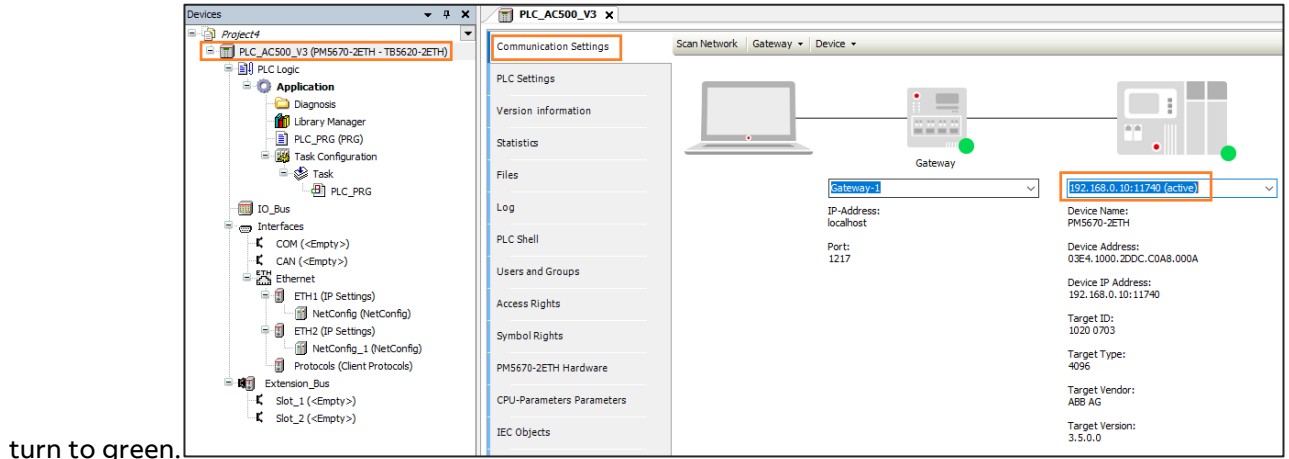 Devices
Project4
PLC_AC500_V3 (PM5670-2ETH - TB5620-2ETH)
PLC Logic
Application
Diagnosis
Library Manager
PLC_PRG (PRG)
Task Configuration
Task
PLC_PRG
IO_Bus
Interfaces
COM (<Empty>)
CAN (<Empty>)
ETH Ethernet
ETH1 (IP Settings)
NetConfig (NetConfig)
ETH2 (IP Settings)
NetConfig_1 (NetConfig)
Protocols (Client Protocols)
Extension_Bus
Slot_1 (<Empty>)
Slot_2 (<Empty>)
PLC_AC500_V3 X
Communication Settings
PLC Settings
Version information
Statistics
Files
Log
PLC Shell
Users and Groups
Access Rights
Symbol Rights
PM5670-2ETH Hardware
CPU-Parameters Parameters
IEC Objects
Scan Network Gateway Device
Gateway
Gateway-1
IP-Address:
localhost
Port:
1217
192.168.0.10:11740 (active)
Device Name:
PM5670-2ETH
Device Address:
03E4.1000.2DDC.C0A8.000A
Device IP Address:
192.168.0.10:11740
Target ID:
1020 0703
Target Type:
4096
Target Vendor:
ABB AG
Target Version:
3.5.0.0
turn to green.